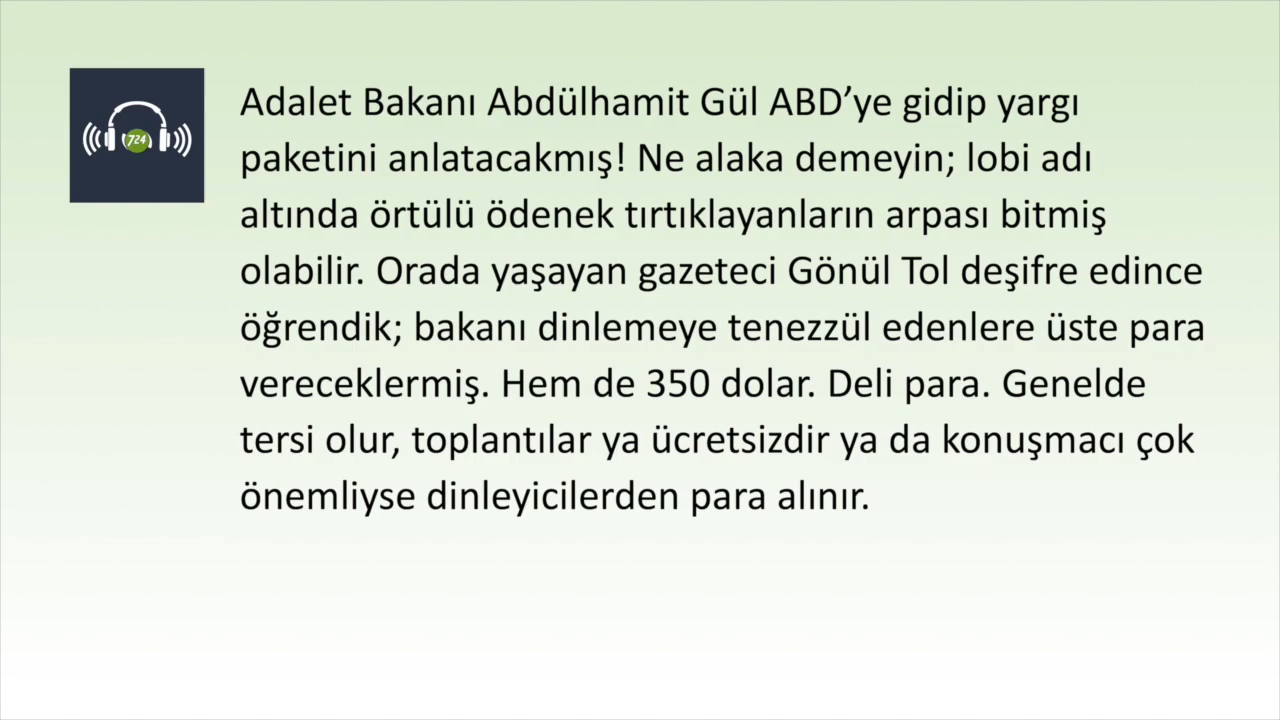 724
Adalet Bakanı Abdülhamit Gül ABD’ye gidip yargı
paketini anlatacakmış! Ne alaka demeyin; lobi adı
altında örtülü ödenek tırtıklayanların arpası bitmiş
olabilir. Orada yaşayan gazeteci Gönül Tol deşifre edince
öğrendik; bakanı dinlemeye tenezzül edenlere üste para
vereceklermiş. Hem de 350 dolar. Deli para. Genelde
tersi olur, toplantılar ya ücretsizdir ya da konuşmacı çok
önemliyse dinleyicilerden para alınır.